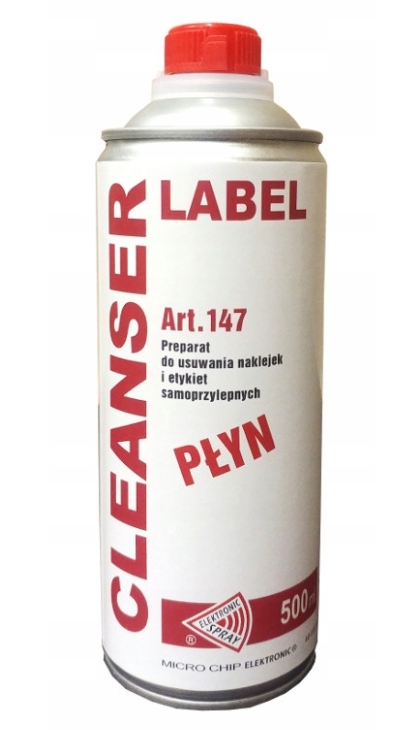 CLEANSER
LABEL
Art.147
Preparat
do usuwania naklejek
i etykiet
samoprzylepnych
PŁYN
500
ELEKTRONIC
SPRAY
®
MICRO CHIP ELEKTRONIC®